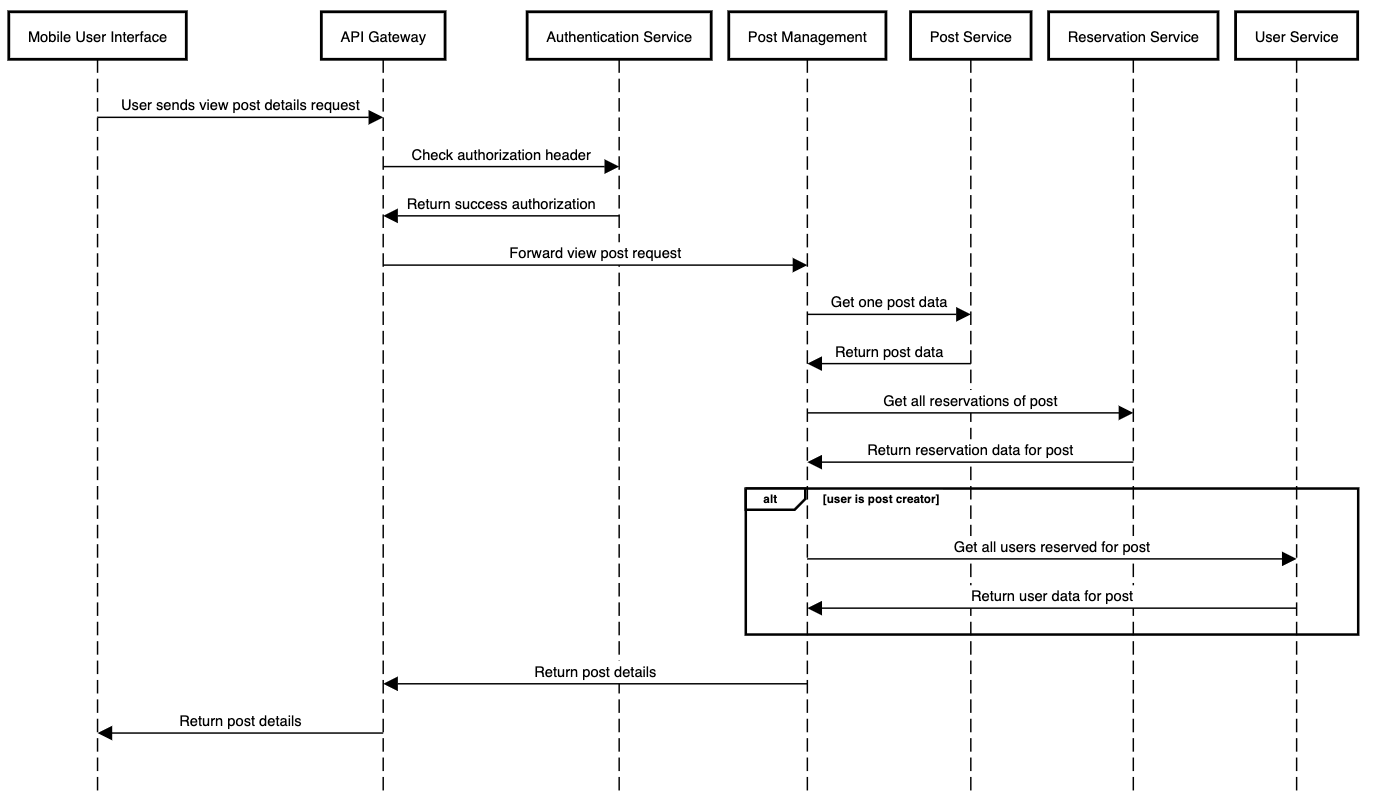 Mobile User Interface
API Gateway
Authentication Service
Post Management
Post Service
Reservation Service
User Service
User sends view post details request
Check authorization header
Return success authorization
Forward view post request
Get one post data
Return post data
Get all reservations of post
Return reservation data for post
alt
[user is post creator]
Get all users reserved for post
Return user data for post
Return post details
Return post details